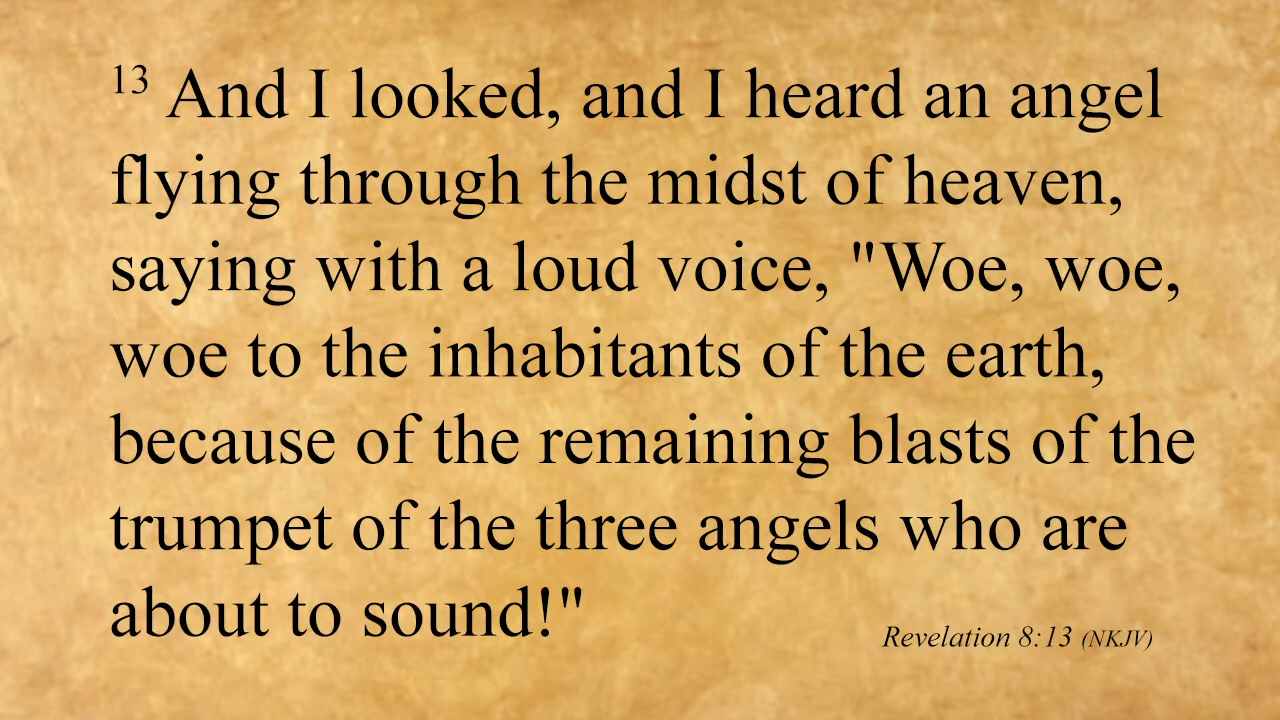 13 And I looked, and I heard an angel
flying through the midst of heaven,
saying with a loud voice, "Woe, woe,
woe to the inhabitants of the earth,
because of the remaining blasts of the
trumpet of the three angels who are
about to sound!"
Revelation 8:13 (NKJV)